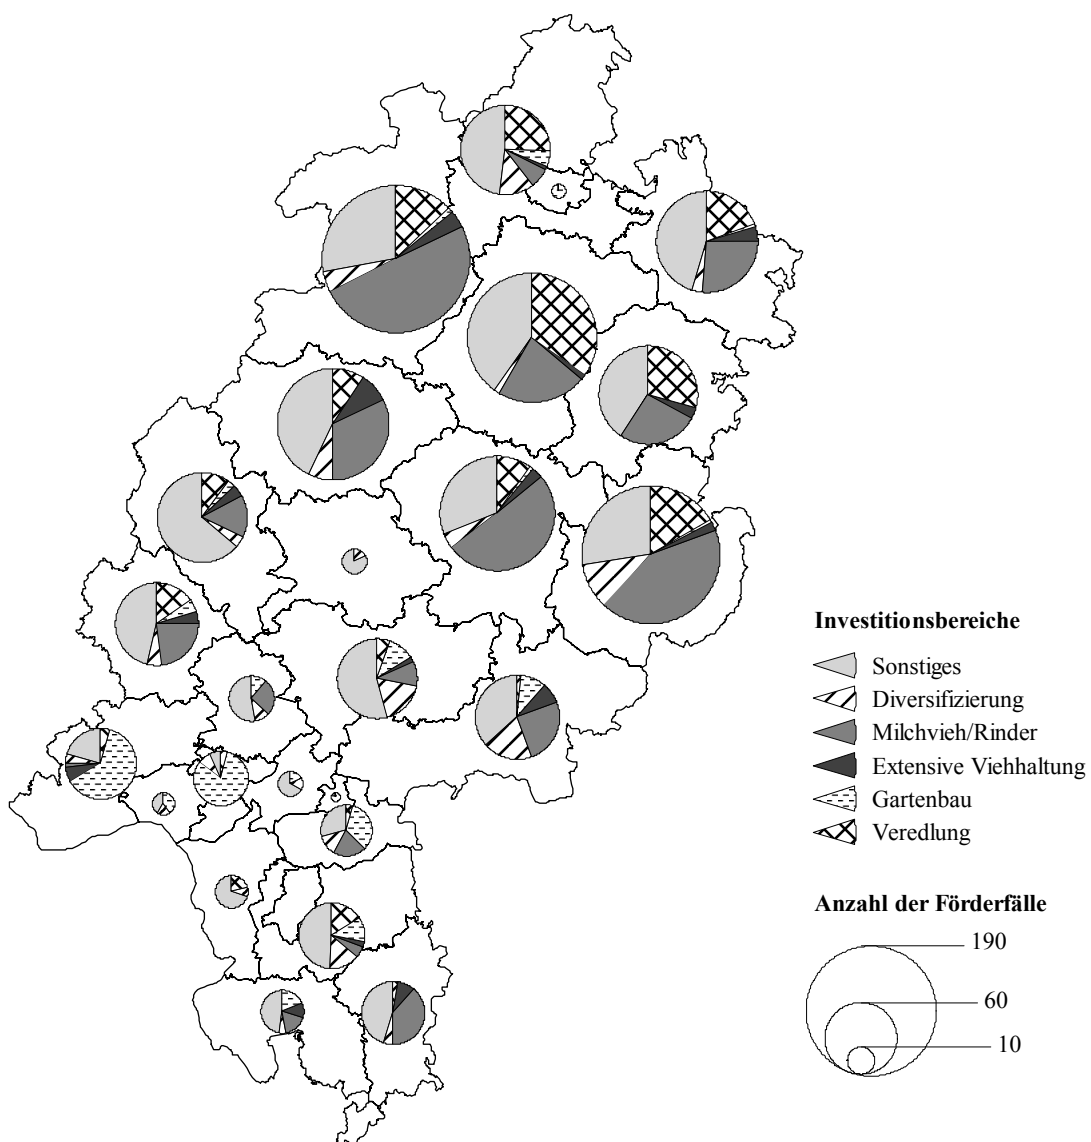 Investitionsbereiche
Sonstiges
Diversifizierung
Milchvieh/Rinder
Extensive Viehhaltung
Gartenbau
Veredlung
Anzahl der Förderfälle
190
60
10